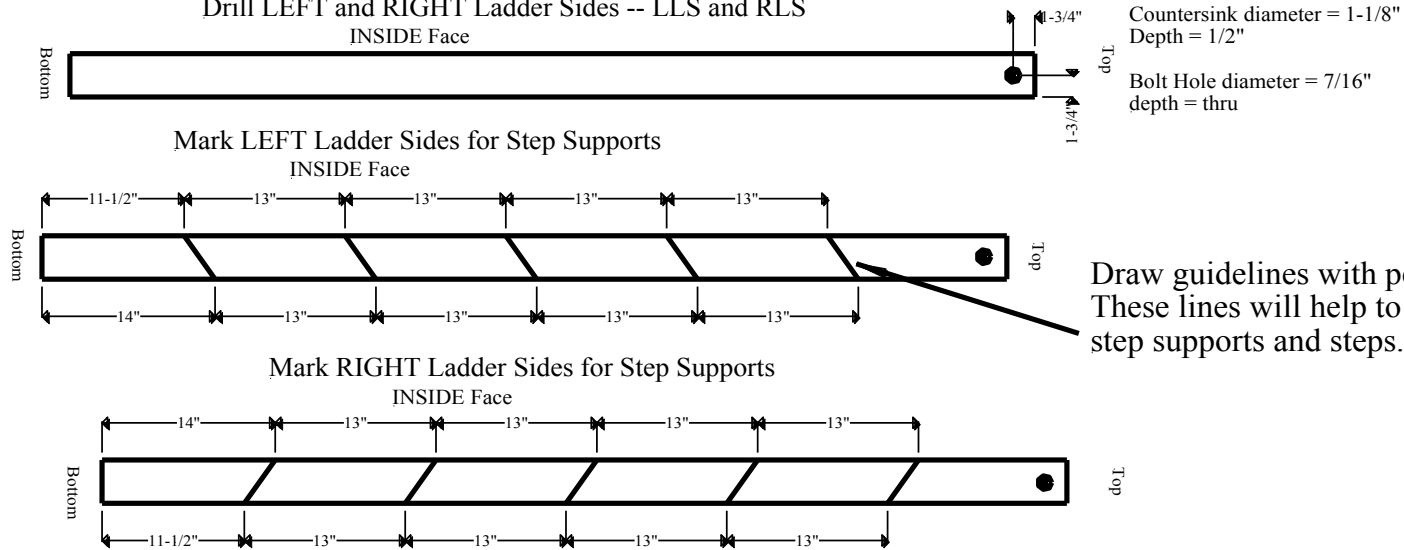 Drill LEFT and RIGHT Ladder Sides -- LLS and RLS
INSIDE Face
Bottom
Top
1-3/4"
1-3/4"
Countersink diameter = 1-1/8"
Depth = 1/2"
Bolt Hole diameter = 7/16"
depth = thru
Mark LEFT Ladder Sides for Step Supports
INSIDE Face
11-1/2" 13" 13" 13" 13"
Bottom
Top
14" 13" 13" 13" 13"
Draw guidelines with
These lines will help to
step supports and steps.
Mark RIGHT Ladder Sides for Step Supports
INSIDE Face
14" 13" 13" 13" 13"
Bottom
Top
11-1/2" 13" 13" 13" 13"